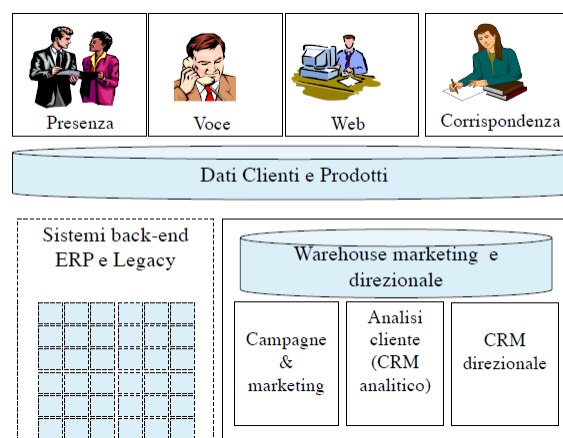 Presenza
Voce
Web
Corrispondenza
Dati Clienti e Prodotti
Sistemi back-end
ERP e Legacy
Warehouse marketing e
direzionale
Campagne
&
marketing
Analisi
cliente
(CRM
analitico)
CRM
direzionale